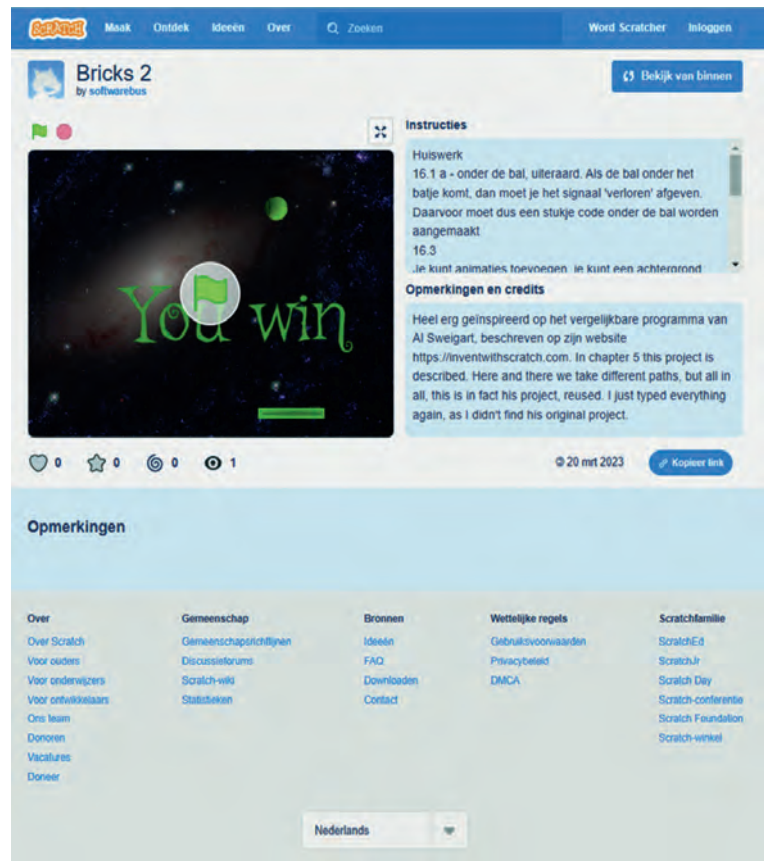 SCRATCH Maak Ontdek Ideeën Over Zoeken Word Scratcher Inloggen
Bricks 2
by softwarebus
Bekijk van binnen
Instructies
Huiswerk
16.1 a - onder de bal, uiteraard. Als de bal onder het
batje komt, dan moet je het signaal 'verloren' afgeven.
Daarvoor moet dus een stukje code onder de bal worden
aangemaakt
16.3
Je kunt animaties toevoegen, je kunt een achtergrond
You win
Opmerkingen en credits
Heel erg geïnspireerd op het vergelijkbare programma van
Al Sweigart, beschreven op zijn website
https://inventwithscratch.com. In chapter 5 this project is
described. Here and there we take different paths, but all in
all, this is in fact his project, reused. I just typed everything
again, as I didn't find his original project.
0 0 0 1
© 20 mrt 2023
Kopieer link
Opmerkingen
Over
Over Scratch
Voor ouders
Voor onderwijzers
Voor ontwikkelaars
Ons team
Donoren
Vacatures
Doneer
Gemeenschap
Gemeenschapsrichtlijnen
Discussieforums
Scratch-wiki
Statistieken
Bronnen
Ideeën
FAQ
Downloaden
Contact
Wettelijke regels
Gebruiksvoorwaarden
Privacybeleid
DMCA
Scratchfamilie
ScratchEd
ScratchJr
Scratch Day
Scratch-conferentie
Scratch Foundation
Scratch-winkel
Nederlands